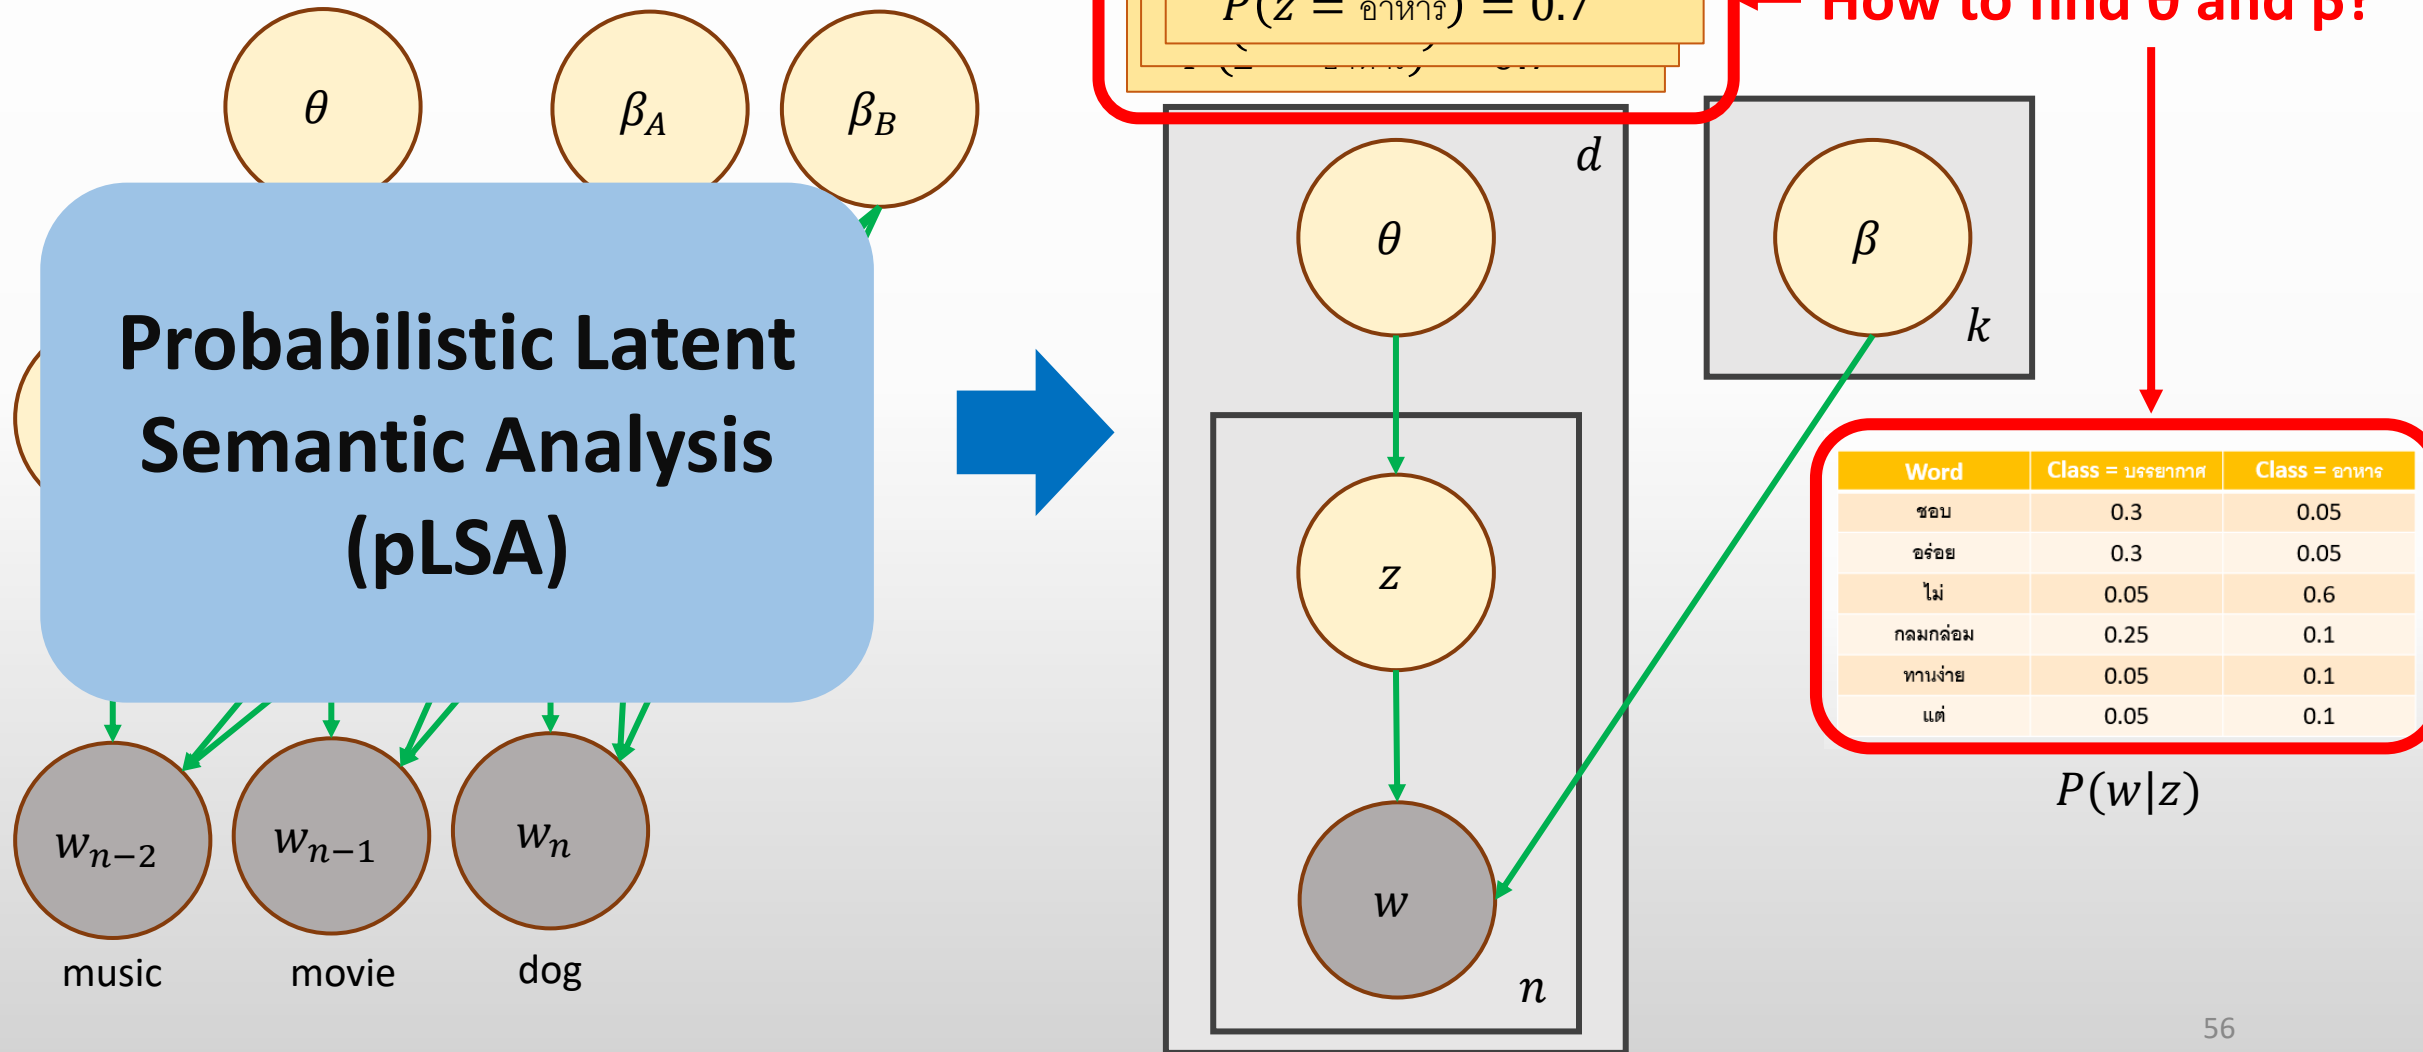 P(z = อาหาร) = 0.7
How to find θ and β?
θ
β_A
β_B
Probabilistic Latent
Semantic Analysis
(pLSA)
w_{n−2}
w_{n−1}
w_n
music
movie
dog
d
θ
z
w
n
β
k
Word Class = บรรยากาศ Class = อาหาร
ชอบ 0.3 0.05
อร่อย 0.3 0.05
ไม่ 0.05 0.6
กลมกล่อม 0.25 0.1
ทานง่าย 0.05 0.1
แต่ 0.05 0.1
P(w|z)
56